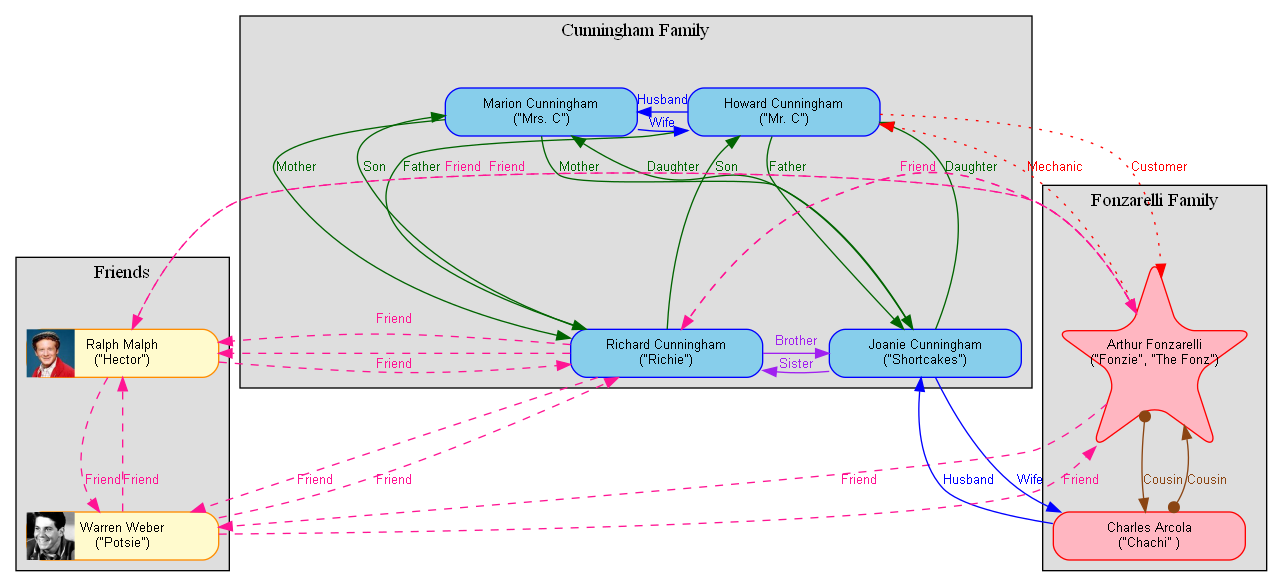 Cunningham Family
Marion Cunningham
("Mrs. C")
Husband
Wife
Howard Cunningham
("Mr. C")
Mother
Son
Father
Friend
Friend
Mother
Daughter
Son
Father
Friend
Daughter
Mechanic
Customer
Fonzarelli Family
Friends
Ralph Malph
("Hector")
Friend
Friend
Richard Cunningham
("Richie")
Brother
Sister
Joanie Cunningham
("Shortcakes")
Arthur Fonzarelli
("Fonzie", "The Fonz")
Friend
Friend
Friend
Friend
Friend
Husband
Wife
Friend
Cousin
Cousin
Warren Weber
("Potsie")
Charles Arcola
("Chachi" )